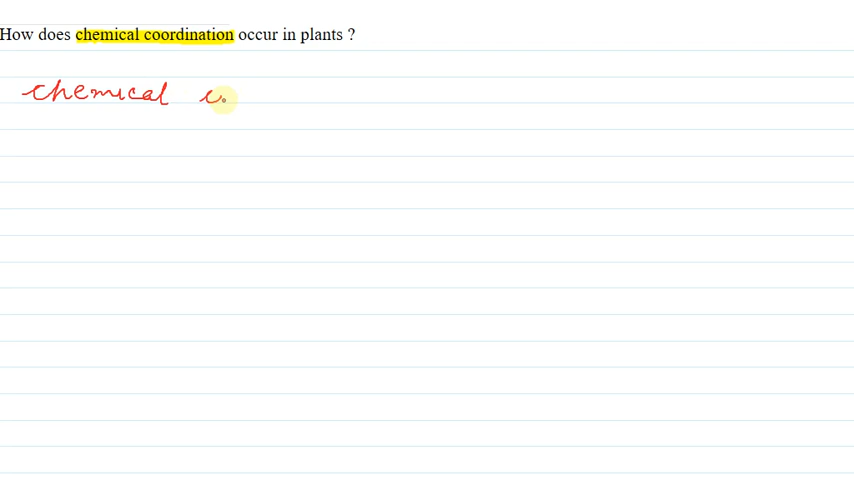 How does chemical coordination occur in plants ?
chemical c